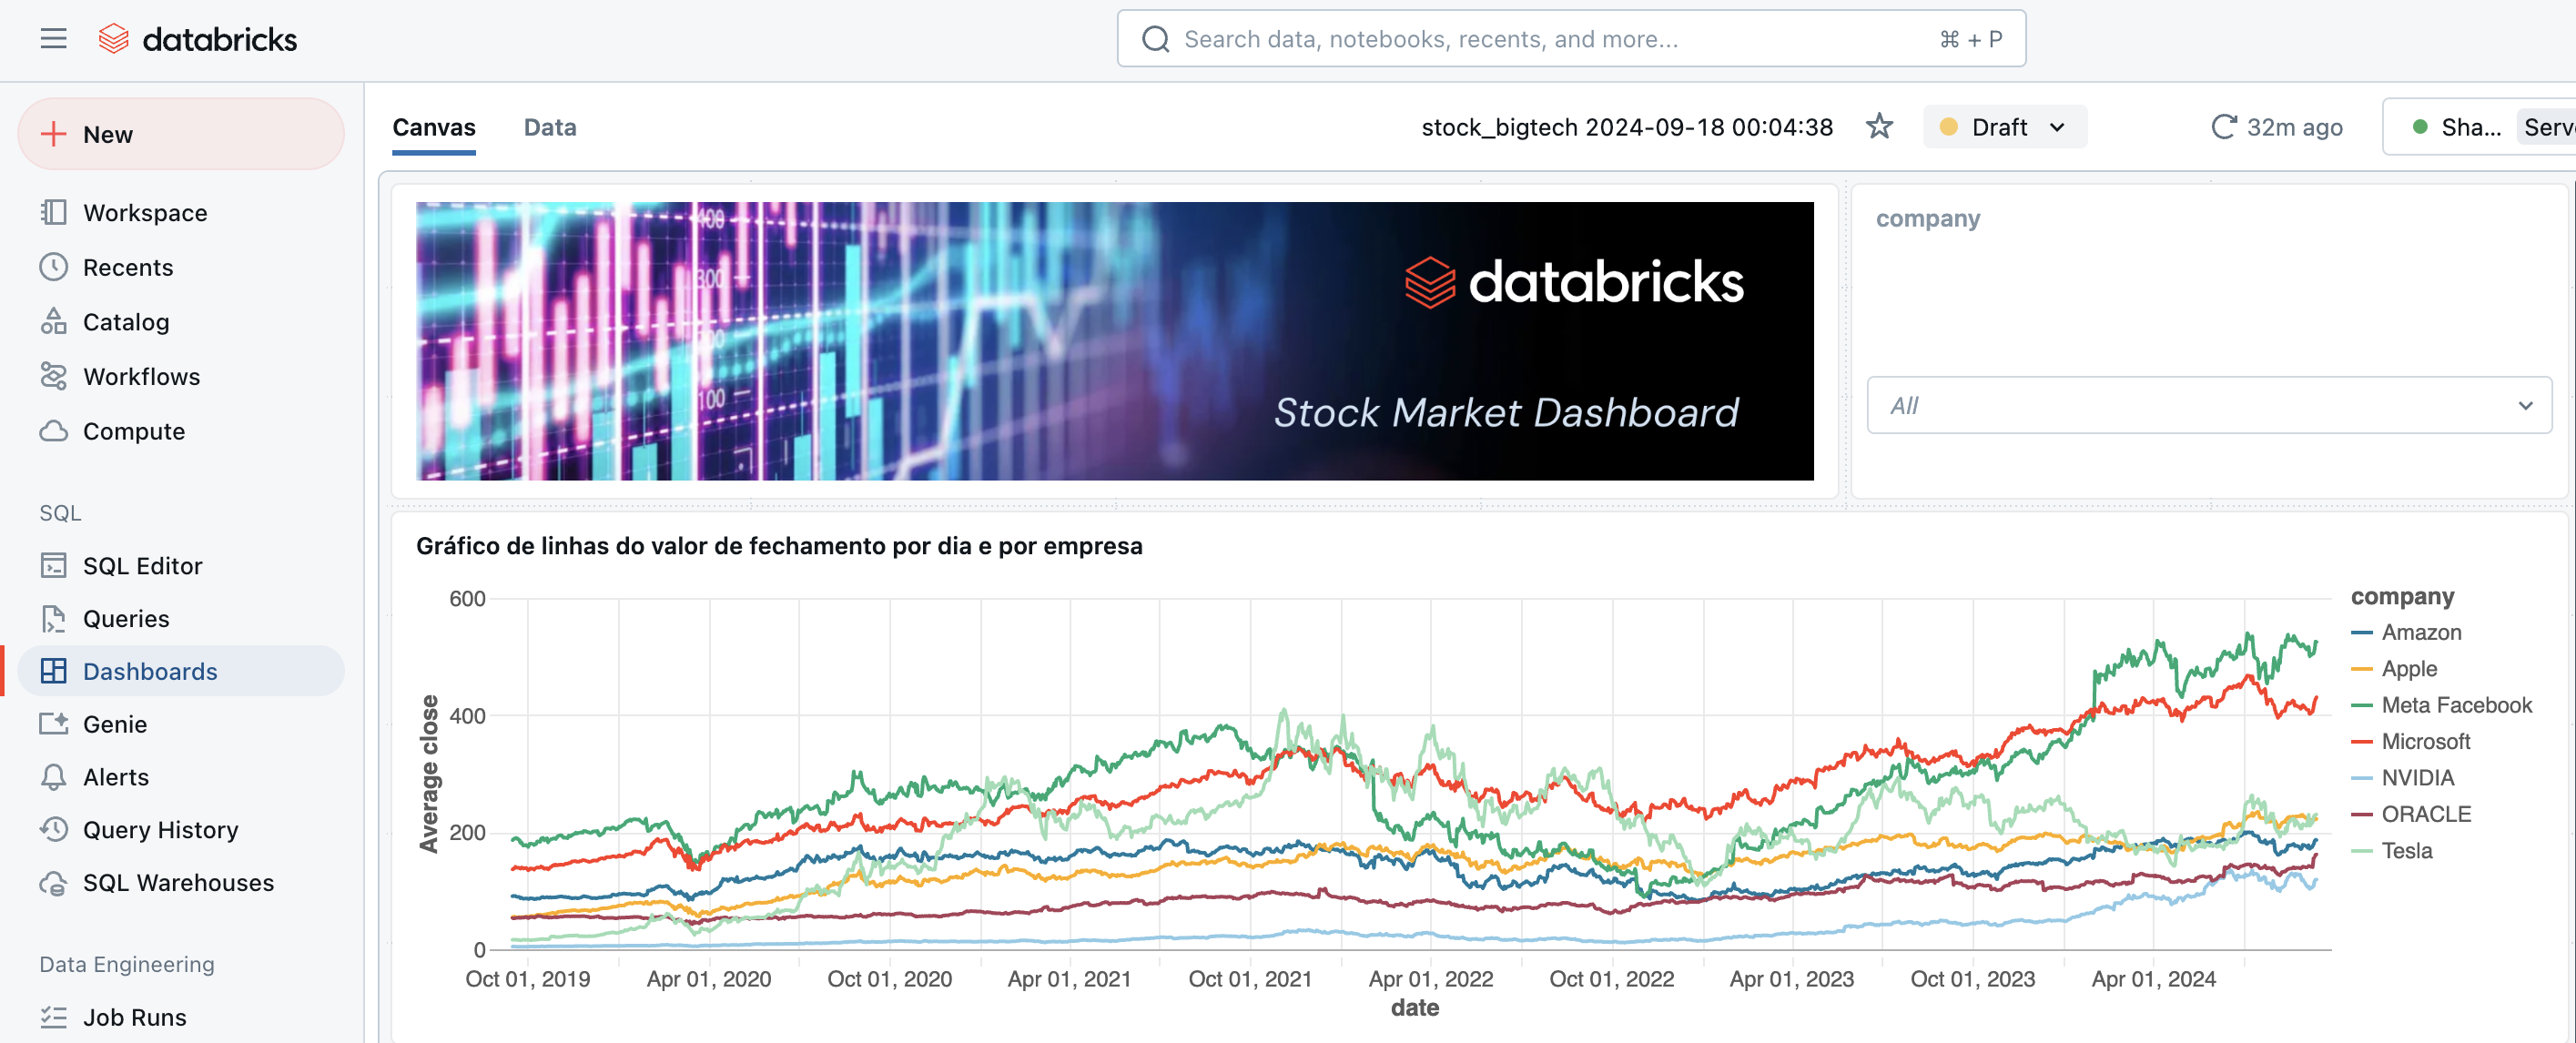 databricks
Search data, notebooks, recents, and more...
⌘ + P
New
Workspace
Recents
Catalog
Workflows
Compute
SQL
SQL Editor
Queries
Dashboards
Genie
Alerts
Query History
SQL Warehouses
Data Engineering
Job Runs
Canvas
Data
stock_bigtech 2024-09-18 00:04:38
Draft
32m ago
Sha...
400
300
100
databricks
Stock Market Dashboard
company
All
Gráfico de linhas do valor de fechamento por dia e por empresa
Average close
600
400
200
0
Oct 01, 2019
Apr 01, 2020
Oct 01, 2020
Apr 01, 2021
Oct 01, 2021
Apr 01, 2022
Oct 01, 2022
Apr 01, 2023
Oct 01, 2023
Apr 01, 2024
date
company
Amazon
Apple
Meta Facebook
Microsoft
NVIDIA
ORACLE
Tesla